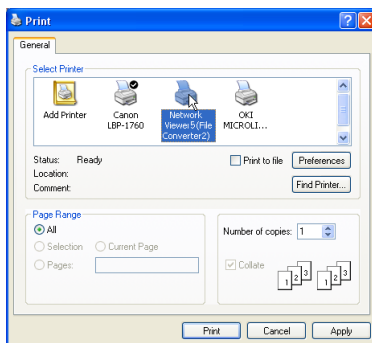 Print
General
Select Printer
Add Printer
Canon
LBP-1760
Network
Viewer5(File
Converter2)
OKI
MICROLI...
Status: Ready
Location:
Comment:
Print to file
Preferences
Find Printer...
Page Range
All
Selection
Current Page
Pages:
Number of copies: 1
Collate
1 2 3
1 2 3
Print
Cancel
Apply